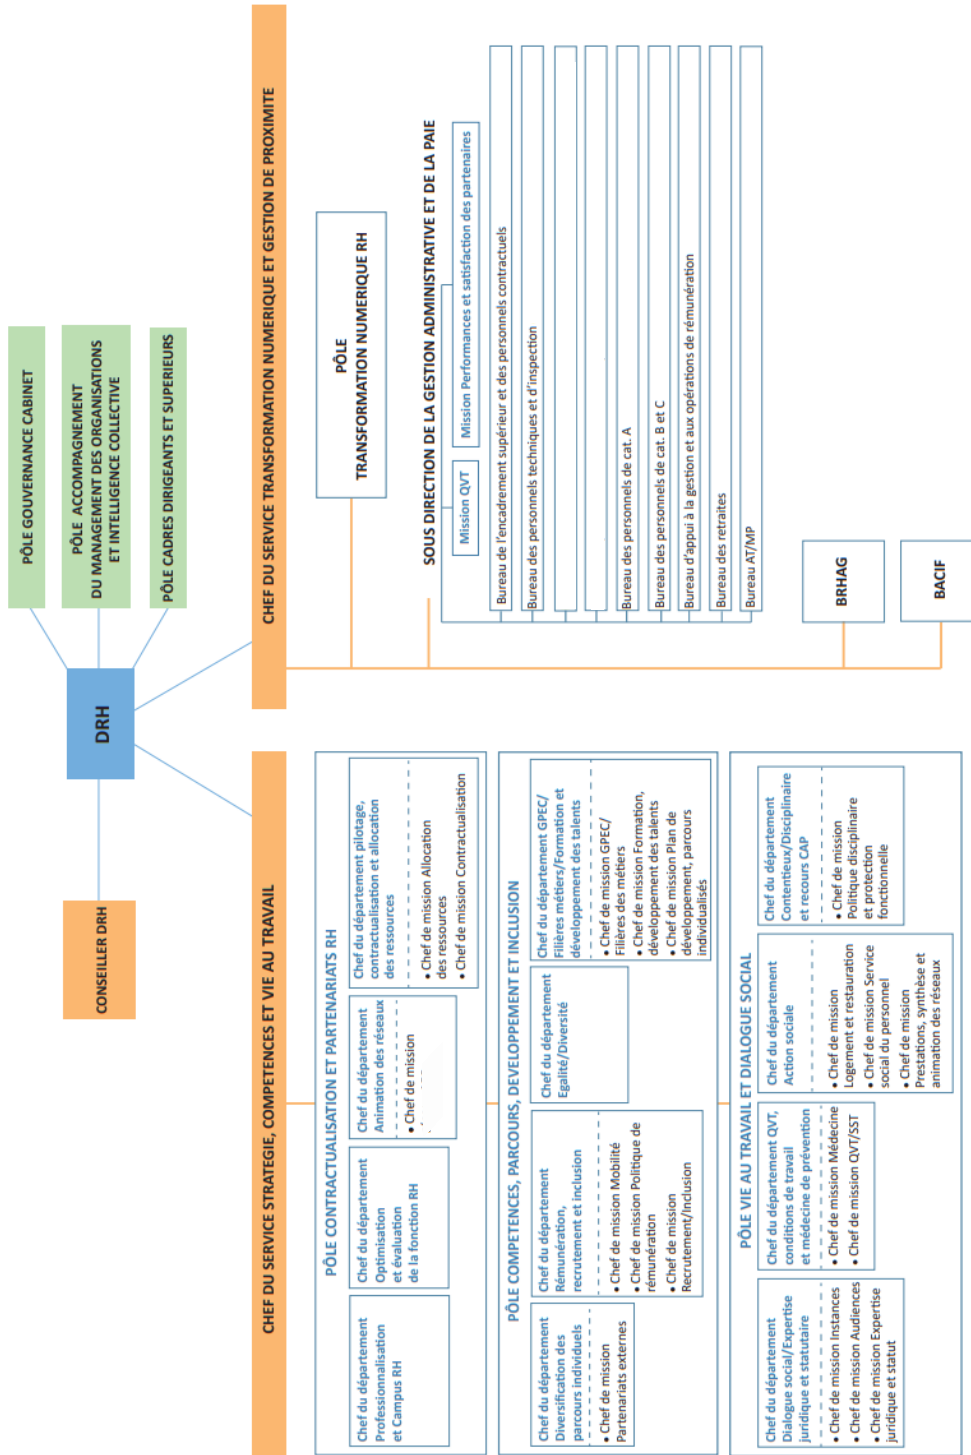 PÔLE GOUVERNANCE CABINET
PÔLE ACCOMPAGNEMENT
DU MANAGEMENT DES ORGANISATIONS
ET INTELLIGENCE COLLECTIVE
PÔLE CADRES DIRIGEANTS ET SUPERIEURS
DRH
CONSEILLER DRH
CHEF DU SERVICE STRATEGIE, COMPETENCES ET VIE AU TRAVAIL
PÔLE CONTRACTUALISATION ET PARTENARIATS RH
Chef du département
Professionnalisation
et Campus RH
Chef du département
Optimisation
et évaluation
de la fonction RH
Chef du département
Animation des réseaux
• Chef de mission
Chef du département pilotage,
contractualisation et allocation
des ressources
• Chef de mission Allocation
des ressources
• Chef de mission Contractualisation
PÔLE COMPETENCES, PARCOURS, DEVELOPPEMENT ET INCLUSION
Chef du département
Diversification des
parcours individuels
• Chef de mission
Partenariats externes
Chef du département
Rémunération,
recrutement et inclusion
• Chef de mission Mobilité
• Chef de mission Politique de
rémunération
• Chef de mission
Recrutement/Inclusion
Chef du département
Egalité/Diversité
Chef du département GPEC/
Filières métiers/Formation et
développement des talents
• Chef de mission GPEC/
Filières des métiers
• Chef de mission Formation,
développement des talents
• Chef de mission Plan de
développement, parcours
individualisés
PÔLE VIE AU TRAVAIL ET DIALOGUE SOCIAL
Chef du département
Dialogue social/Expertise
juridique et statutaire
• Chef de mission Instances
• Chef de mission Audiences
• Chef de mission Expertise
juridique et statut
Chef du département QVT,
conditions de travail
et médecine de prévention
• Chef de mission Médecine
• Chef de mission QVT/SST
Chef du département
Action sociale
• Chef de mission
Logement et restauration
• Chef de mission Service
social du personnel
• Chef de mission
Prestations, synthèse et
animation des réseaux
Chef du département
Contentieux/Disciplinaire
et recours CAP
• Chef de mission
Politique disciplinaire
et protection
fonctionnelle
CHEF DU SERVICE TRANSFORMATION NUMERIQUE ET GESTION DE PROXIMITE
PÔLE
TRANSFORMATION NUMERIQUE RH
SOUS DIRECTION DE LA GESTION ADMINISTRATIVE ET DE LA PAIE
Mission QVT
Mission Performances et satisfaction des partenaires
Bureau de l'encadrement supérieur et des personnels contractuels
Bureau des personnels techniques et d'inspection
Bureau des personnels de cat. A
Bureau des personnels de cat. B et C
Bureau d'appui à la gestion et aux opérations de rémunération
Bureau des retraites
Bureau AT/MP
BRHAG
BACIF